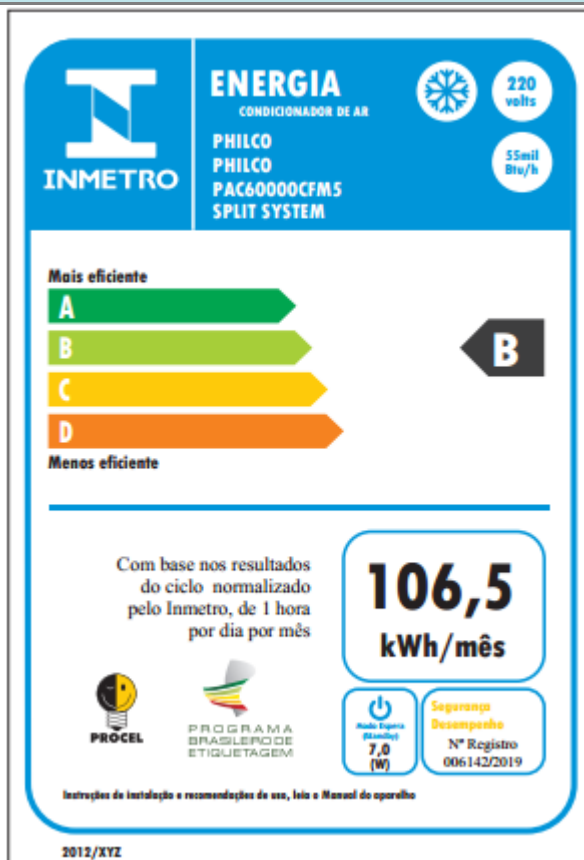 ENERGIA
CONDICIONADOR DE AR
220
volts
INMETRO
PHILCO
PHILCO
PAC60000CFM5
SPLIT SYSTEM
55mil
Btu/h
Mais eficiente
A
B
B
C
D
Menos eficiente
Com base nos resultados
do ciclo normalizado
pelo Inmetro, de 1 hora
por dia por mês
106,5
kWh/mês
PROCEL
PROGRAMA
BRASILEIRO DE
ETIQUETAGEM
Modo Espera
(Standby)
7,0
(W)
Segurança
Desempenho
Nº Registro
006142/2019
Instruções de instalação e recomendações de uso, leia o Manual do aparelho
2012/XYZ